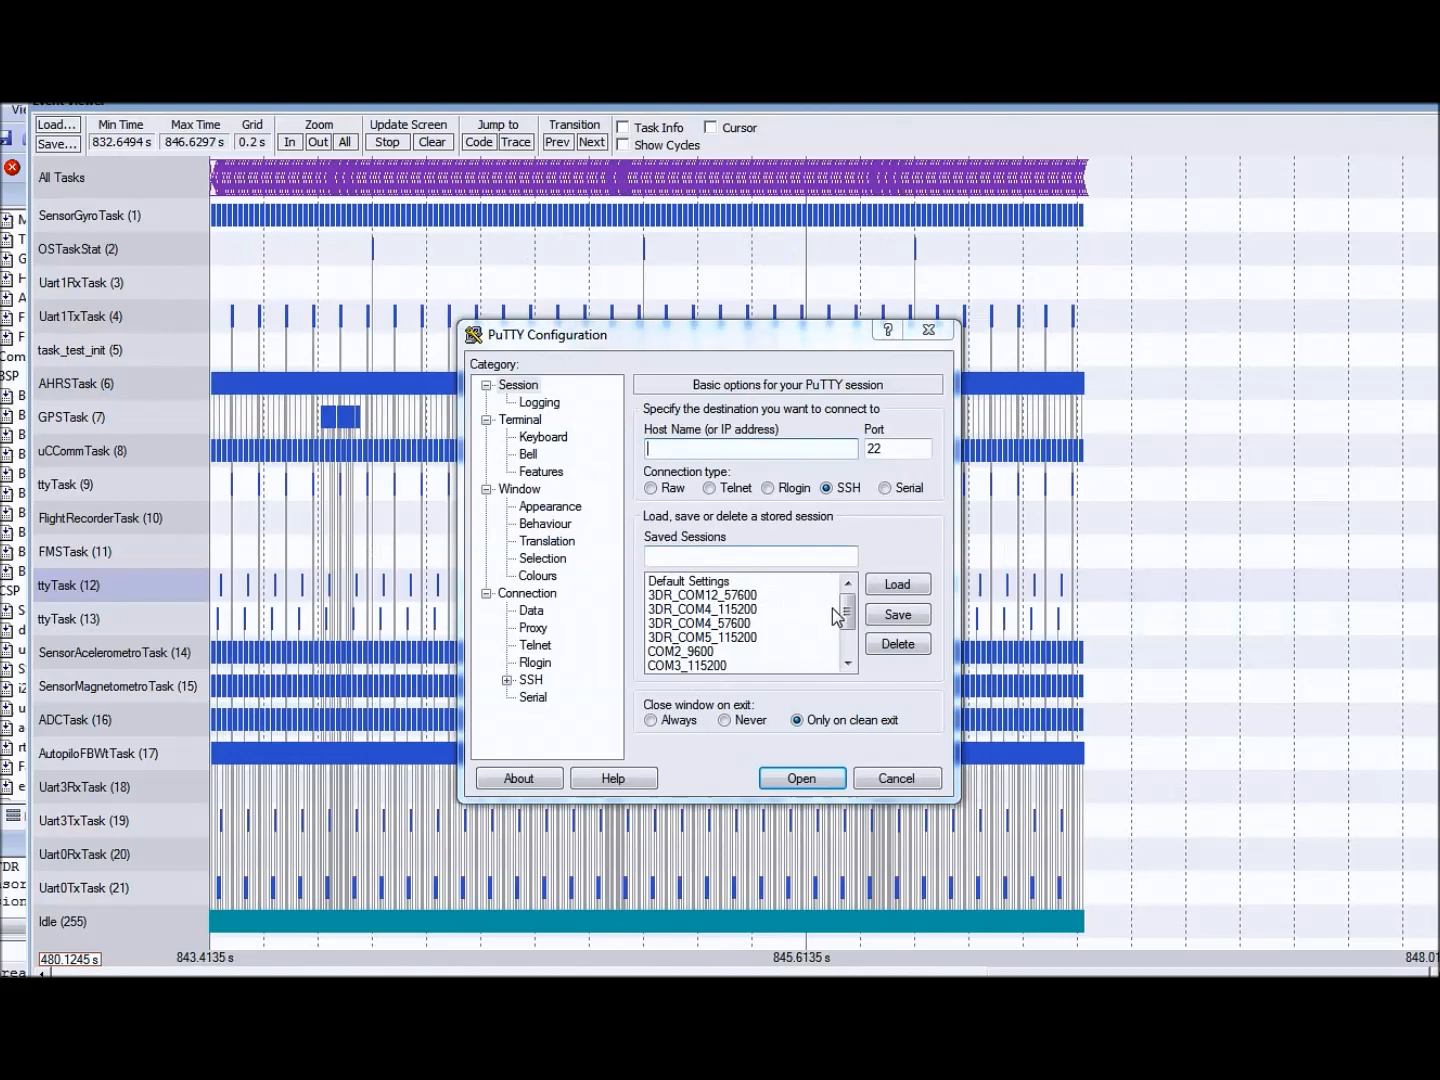 Load...
Min Time
Max Time
Grid
Zoom
Update Screen
Jump to
Transition
Task Info
Cursor
Save...
832.6494 s
846.6297 s
0.2 s
In
Out
All
Stop
Clear
Code
Trace
Prev
Next
Show Cycles
All Tasks
SensorGyroTask (1)
OSTaskStat (2)
Uart1RxTask (3)
Uart1TxTask (4)
task_test_init (5)
AHRSTask (6)
GPSTask (7)
uCCommTask (8)
ttyTask (9)
FlightRecorderTask (10)
FMSTask (11)
ttyTask (12)
ttyTask (13)
SensorAcelerometroTask (14)
SensorMagnetometroTask (15)
ADCTask (16)
AutopiloFBWtTask (17)
Uart3RxTask (18)
Uart3TxTask (19)
Uart0RxTask (20)
Uart0TxTask (21)
Idle (255)
480.1245 s
843.4135 s
845.6135 s
848.01
PuTTY Configuration
Category:
Session
Logging
Terminal
Keyboard
Bell
Features
Window
Appearance
Behaviour
Translation
Selection
Colours
Connection
Data
Proxy
Telnet
Rlogin
SSH
Serial
Basic options for your PuTTY session
Specify the destination you want to connect to
Host Name (or IP address)
Port
22
Connection type:
Raw
Telnet
Rlogin
SSH
Serial
Load, save or delete a stored session
Saved Sessions
Default Settings
3DR_COM12_57600
3DR_COM4_115200
3DR_COM4_57600
3DR_COM5_115200
COM2_9600
COM3_115200
Load
Save
Delete
Close window on exit:
Always
Never
Only on clean exit
About
Help
Open
Cancel